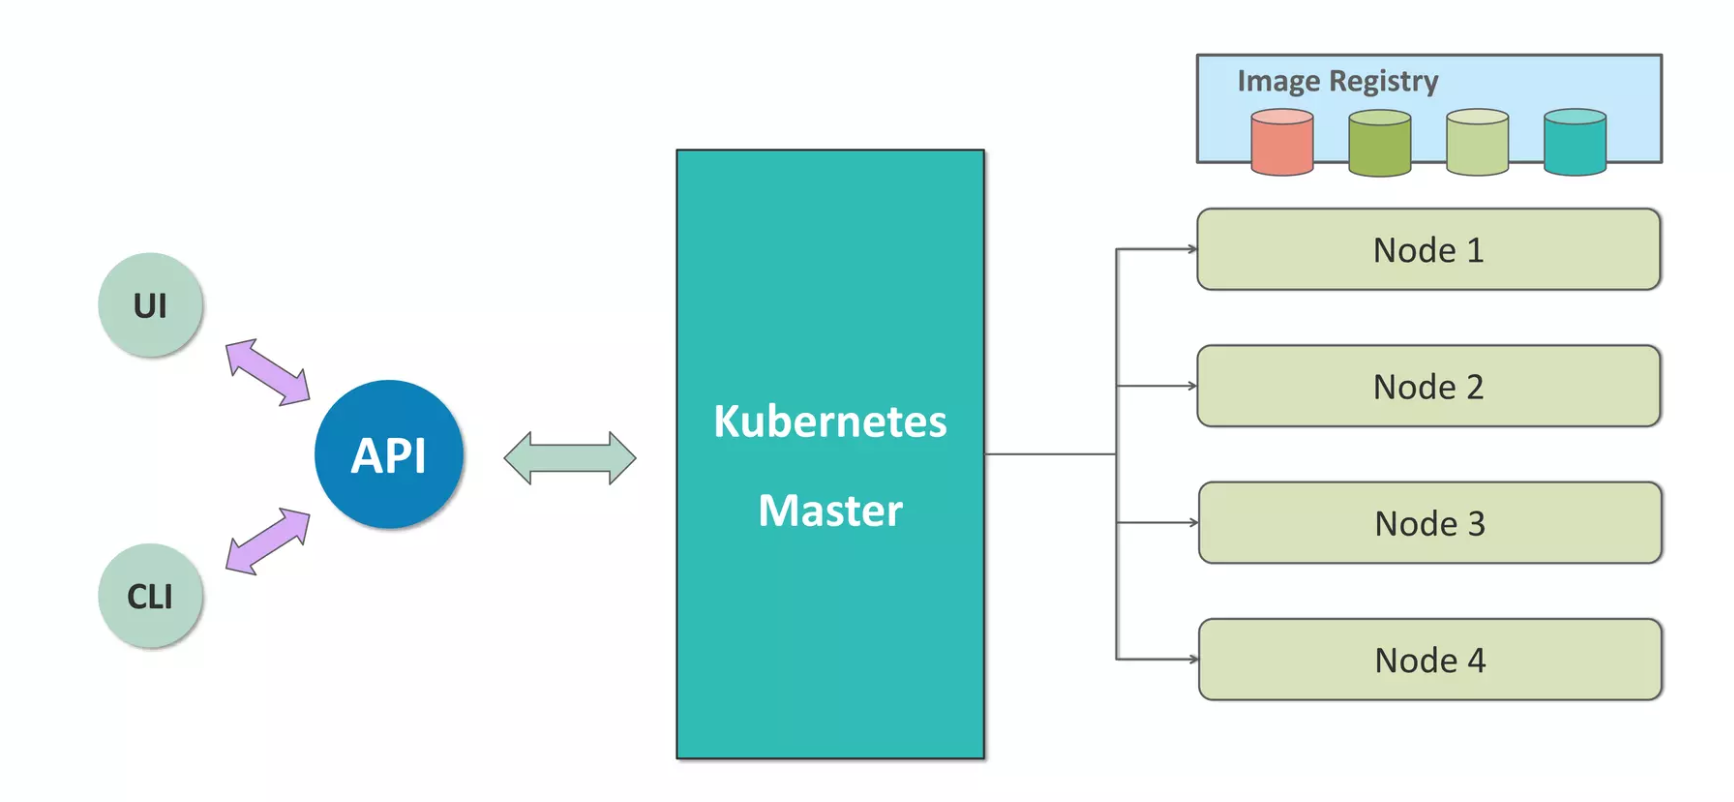 UI
CLI
API
Kubernetes
Master
Image Registry
Node 1
Node 2
Node 3
Node 4